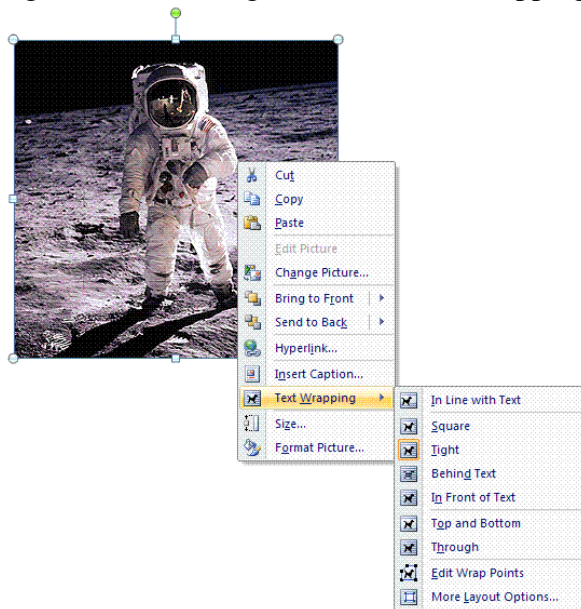 Cut
Copy
Paste
Edit Picture
Change Picture...
Bring to Front
Send to Back
Hyperlink...
Insert Caption...
Text Wrapping
Size...
Format Picture...
In Line with Text
Square
Tight
Behind Text
In Front of Text
Top and Bottom
Through
Edit Wrap Points
More Layout Options...